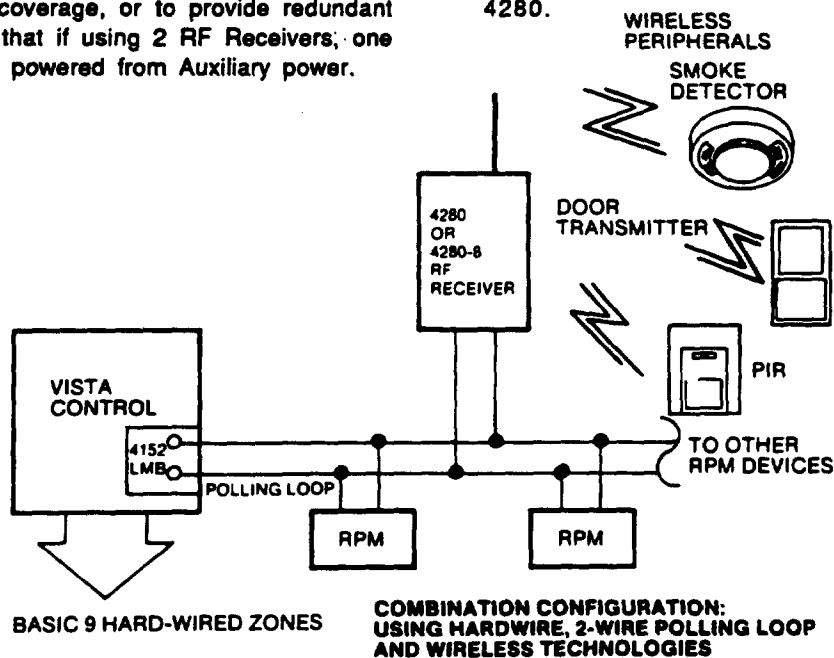 coverage, or to provide redundant
that if using 2 RF Receivers, one
powered from Auxiliary power.
4280.
WIRELESS
PERIPHERALS
SMOKE
DETECTOR
4280
OR
4280-8
RF
RECEIVER
DOOR
TRANSMITTER
PIR
VISTA
CONTROL
4152
LMB
POLLING LOOP
TO OTHER
RPM DEVICES
RPM
RPM
BASIC 9 HARD-WIRED ZONES
COMBINATION CONFIGURATION:
USING HARDWIRE, 2-WIRE POLLING LOOP
AND WIRELESS TECHNOLOGIES